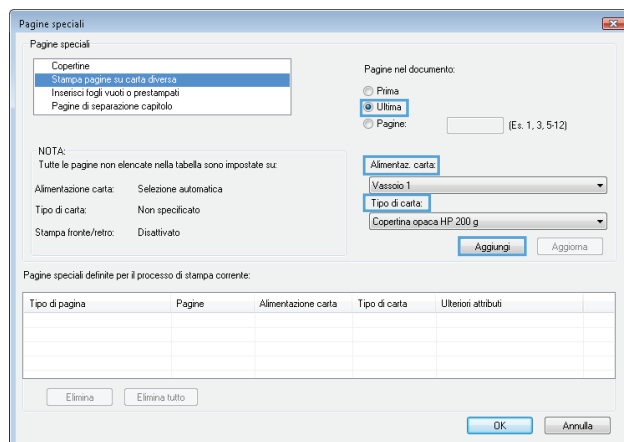 Pagine speciali
Pagine speciali
Copertine
Stampa pagine su carta diversa
Inserisci fogli vuoti o prestampati
Pagine di separazione capitolo
Pagine nel documento:
Prima
Ultima
Pagine: (Es. 1, 3, 5-12)
NOTA:
Tutte le pagine non elencate nella tabella sono impostate su:
Alimentazione carta: Selezione automatica
Tipo di carta: Non specificato
Stampa fronte/retro: Disattivato
Alimentaz. carta:
Vassoio 1
Tipo di carta:
Copertina opaca HP 200 g
Aggiungi Aggiorna
Pagine speciali definite per il processo di stampa corrente:
Tipo di pagina Pagine Alimentazione carta Tipo di carta Ulteriori attributi
Elimina Elimina tutto
OK Annulla